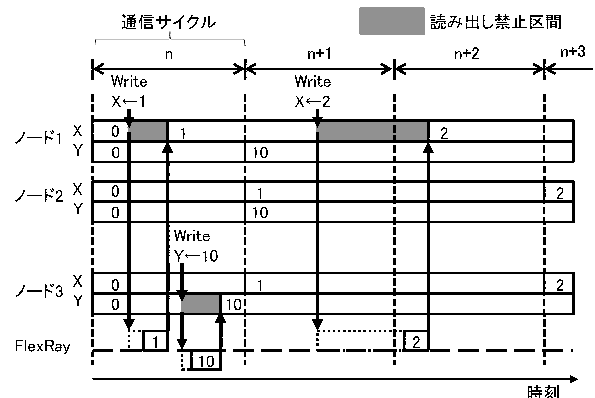 通信サイクル
読み出し禁止区間
n n+1 n+2 n+3
Write
X←1
Write
X←2
ノード1 X 0 1 2
Y 0 10
ノード2 X 0 1 2
Y 0 10
Write
Y←10
ノード3 X 0 1 2
Y 0 10
FlexRay 1 10 2
時刻